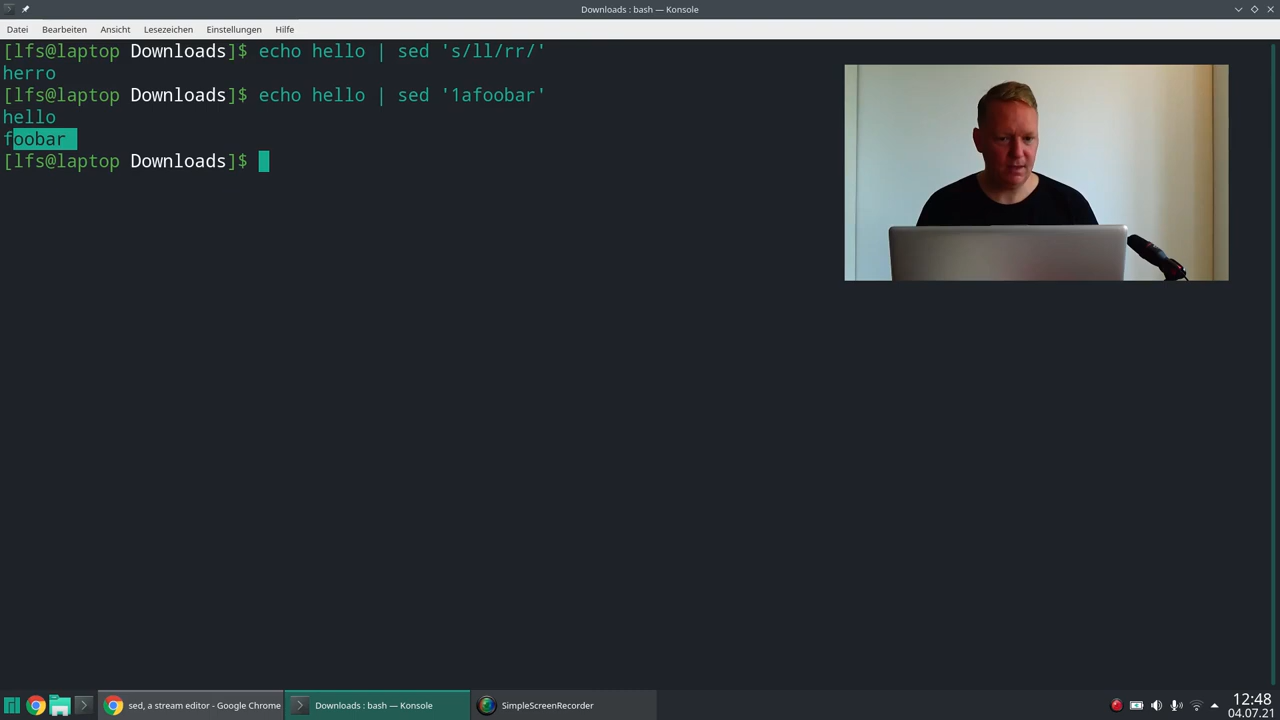 Downloads : bash — Konsole
Datei Bearbeiten Ansicht Lesezeichen Einstellungen Hilfe
[lfs@laptop Downloads]$ echo hello | sed 's/ll/rr/'
herro
[lfs@laptop Downloads]$ echo hello | sed '1afoobar'
hello
foobar
[lfs@laptop Downloads]$
sed, a stream editor - Google Chrome
Downloads : bash — Konsole
SimpleScreenRecorder
12:48
04.07.21